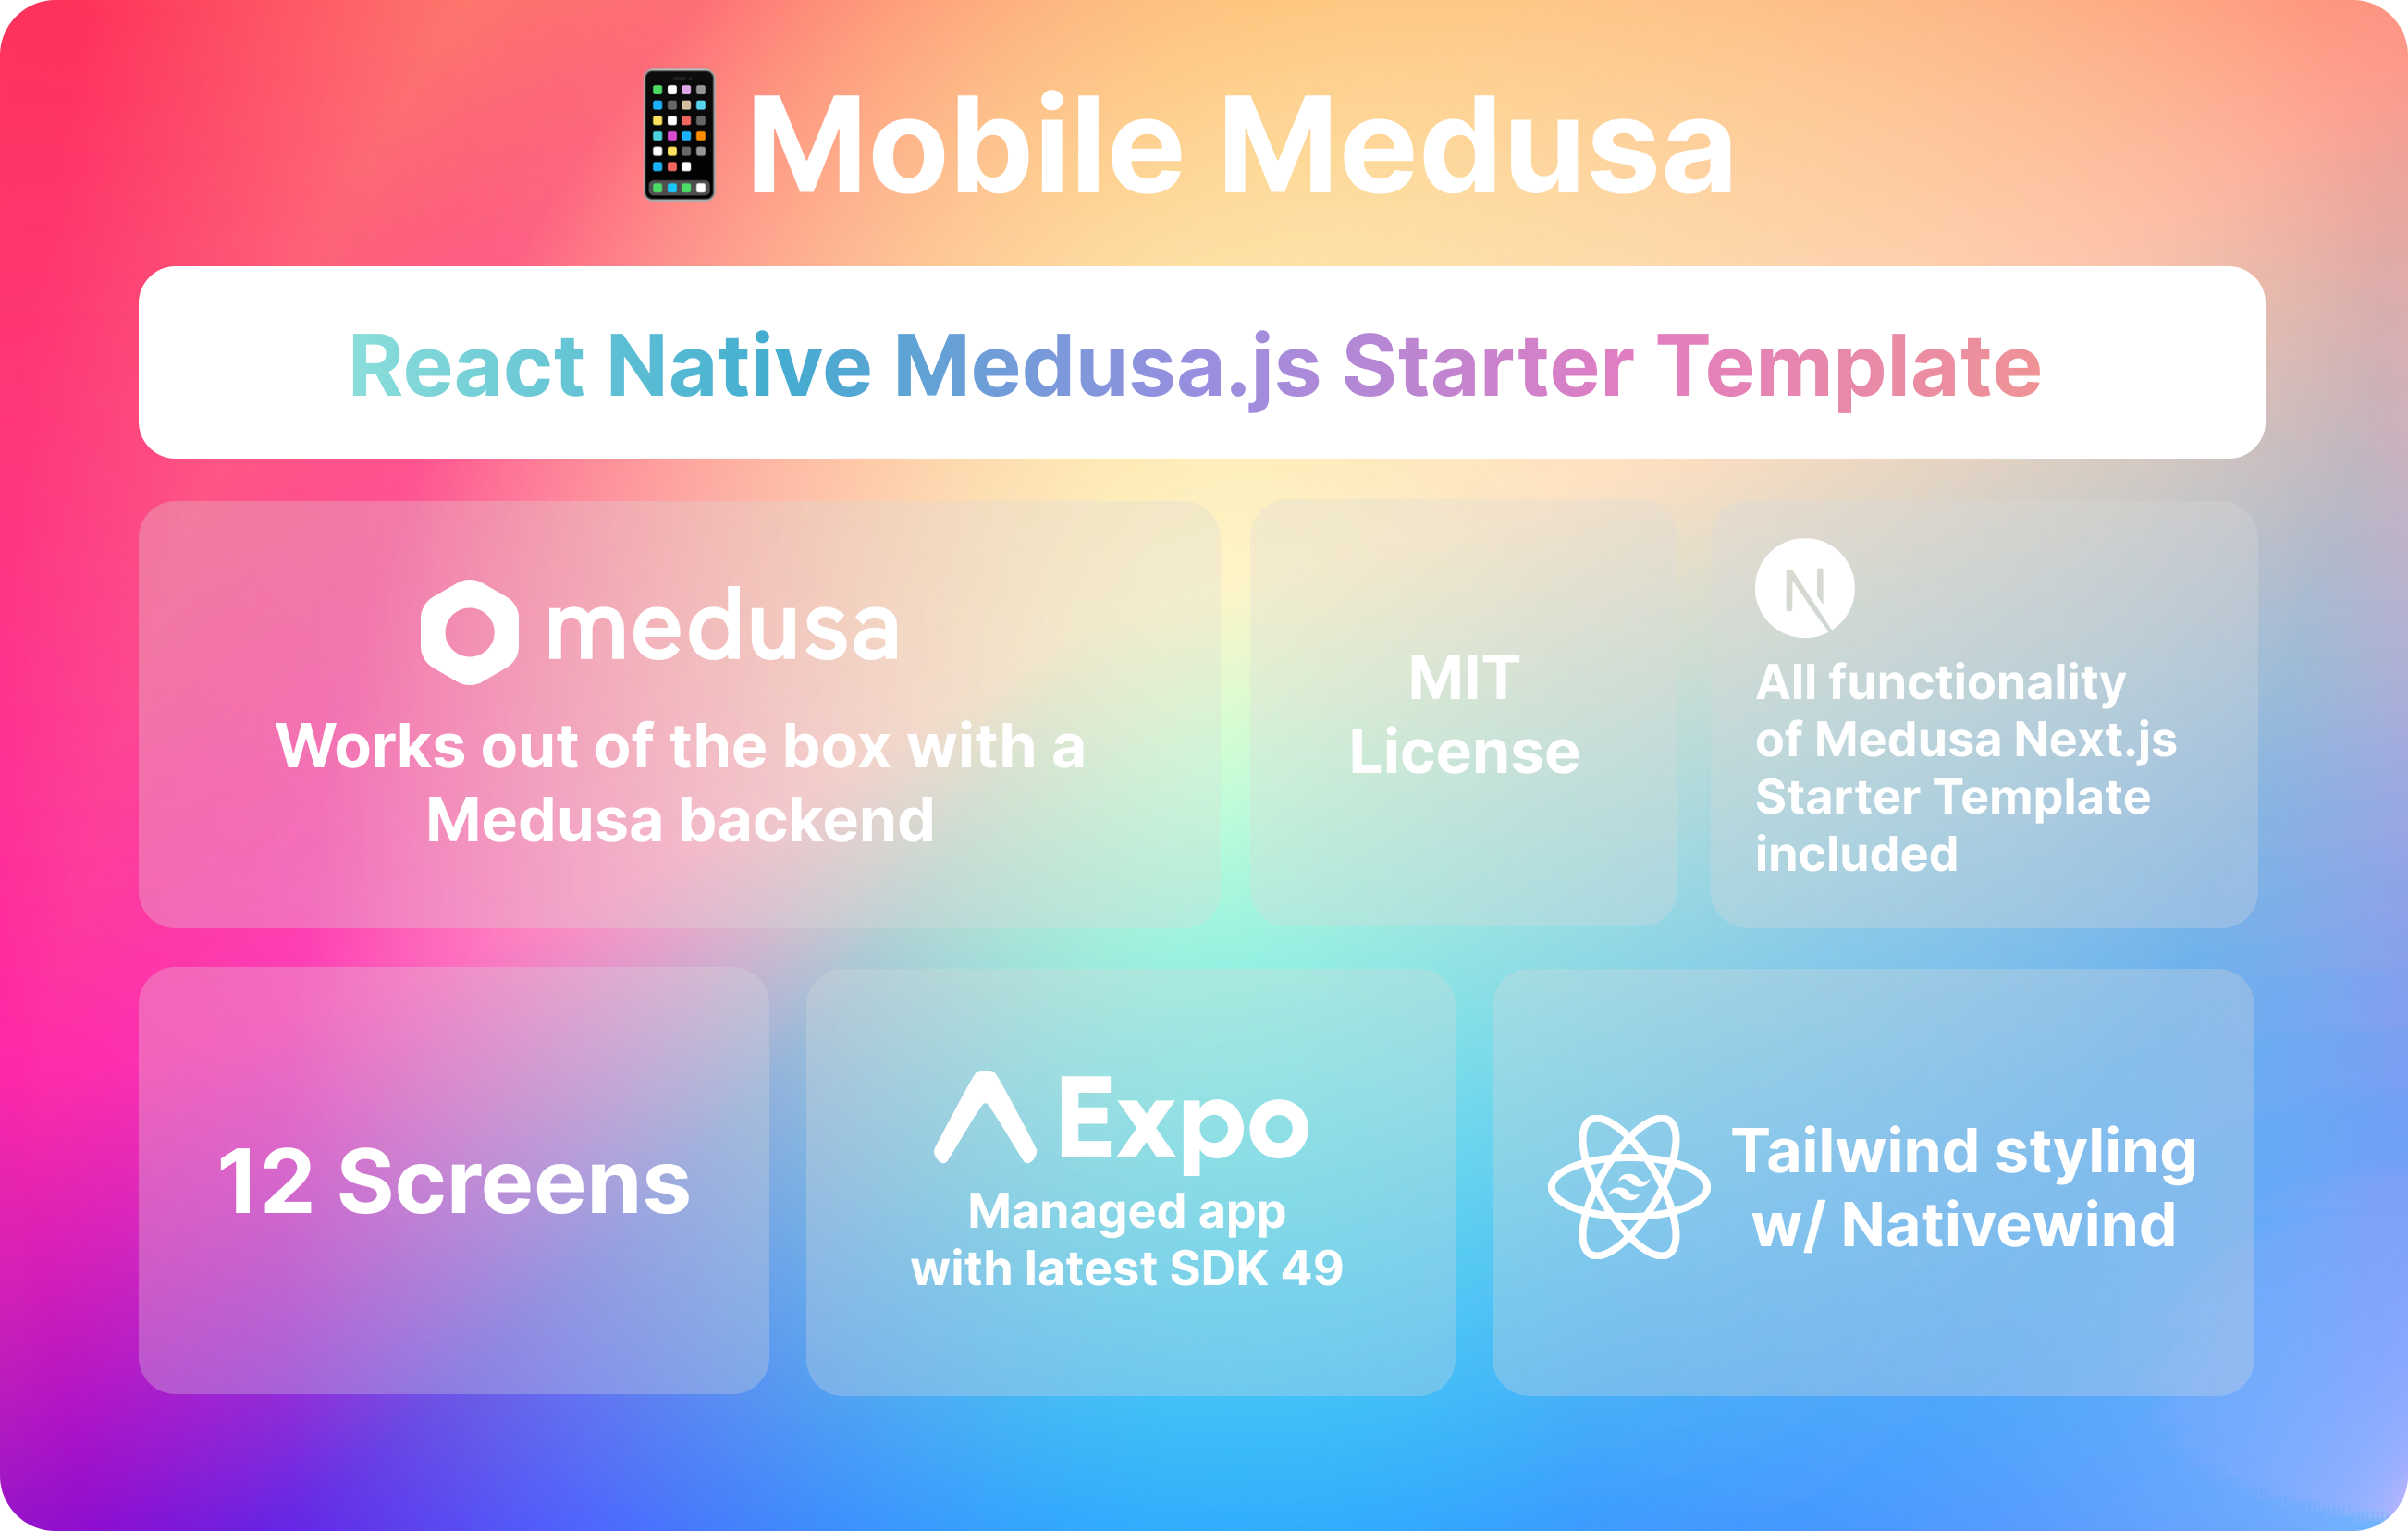 Mobile Medusa
React Native Medusa.js Starter Template
medusa
Works out of the box with a
Medusa backend
MIT
License
N
All functionality
of Medusa Next.js
Starter Template
included
12 Screens
Expo
Managed app
with latest SDK 49
Tailwind styling
w/ Nativewind